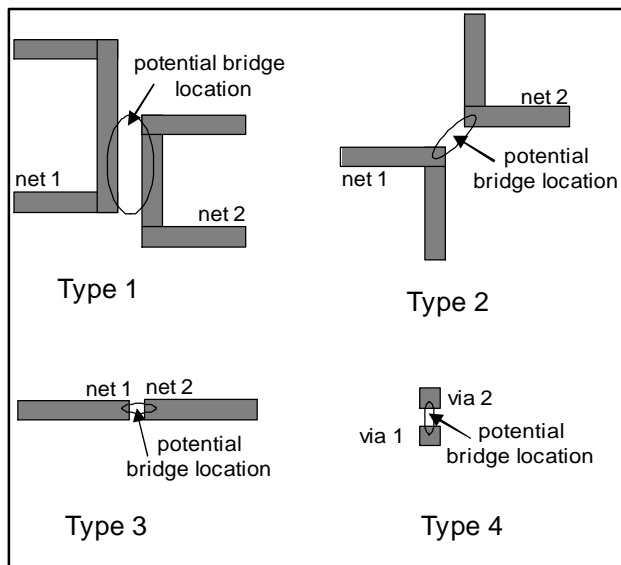 potential bridge
location
net 1
net 2
Type 1
net 2
net 1
potential
bridge location
Type 2
net 1 net 2
potential
bridge location
Type 3
via 2
via 1
potential
bridge location
Type 4